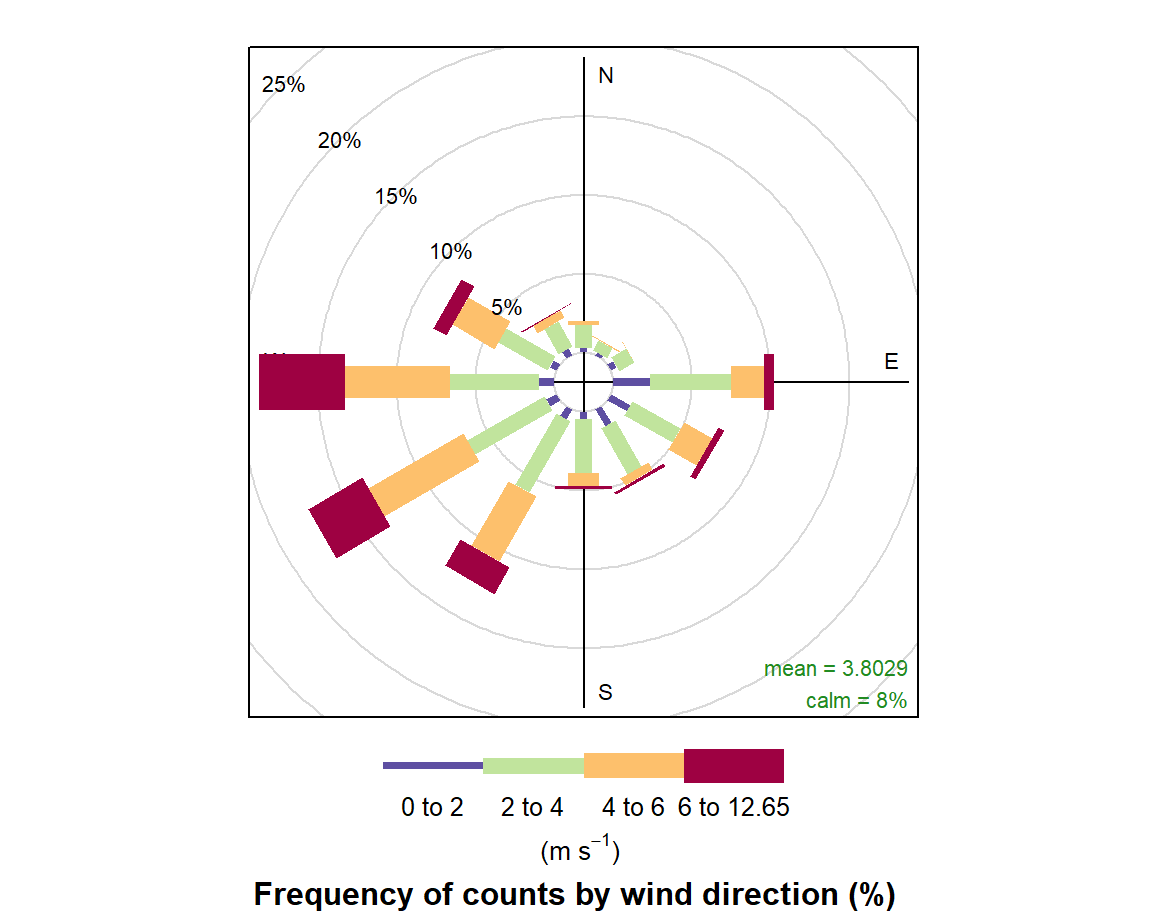 25%
N
20%
15%
10%
5%
E
S
mean = 3.8029
calm = 8%
0 to 2 2 to 4 4 to 6 6 to 12.65
(m s⁻¹)
Frequency of counts by wind direction (%)